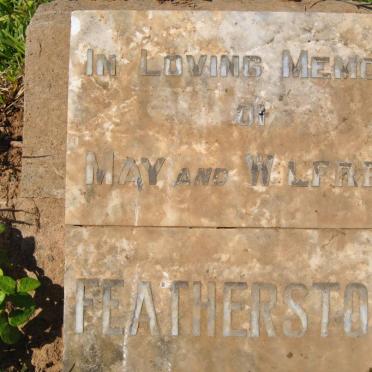 In Loving Memo
of
May and Wilfre
FEATHERSTO